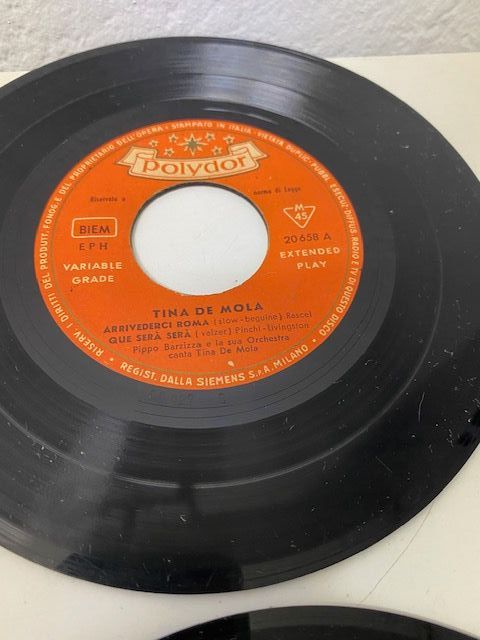 RISERV. I DIRITTI DEL PRODUTT. FONOG. E DEL PROPRIETARIO DELL'OPERA - STAMPATO IN ITALIA - VIETATA DUPLIC. PUBBL. ESECUZ. DIFFUS. RADIO E TV DI QUESTO DISCO
polydor
Riservato a norma di Legge
BIEM
EPH
VARIABLE
GRADE
M
45
20658 A
EXTENDED
PLAY
TINA DE MOLA
ARRIVEDERCI ROMA (slow-beguine) Rascel
QUE SERÀ SERÀ (valzer) Pinchi-Livingston
Pippo Barzizza e la sua Orchestra
canta Tina De Mola
REGIST. DALLA SIEMENS S.P.A. MILANO